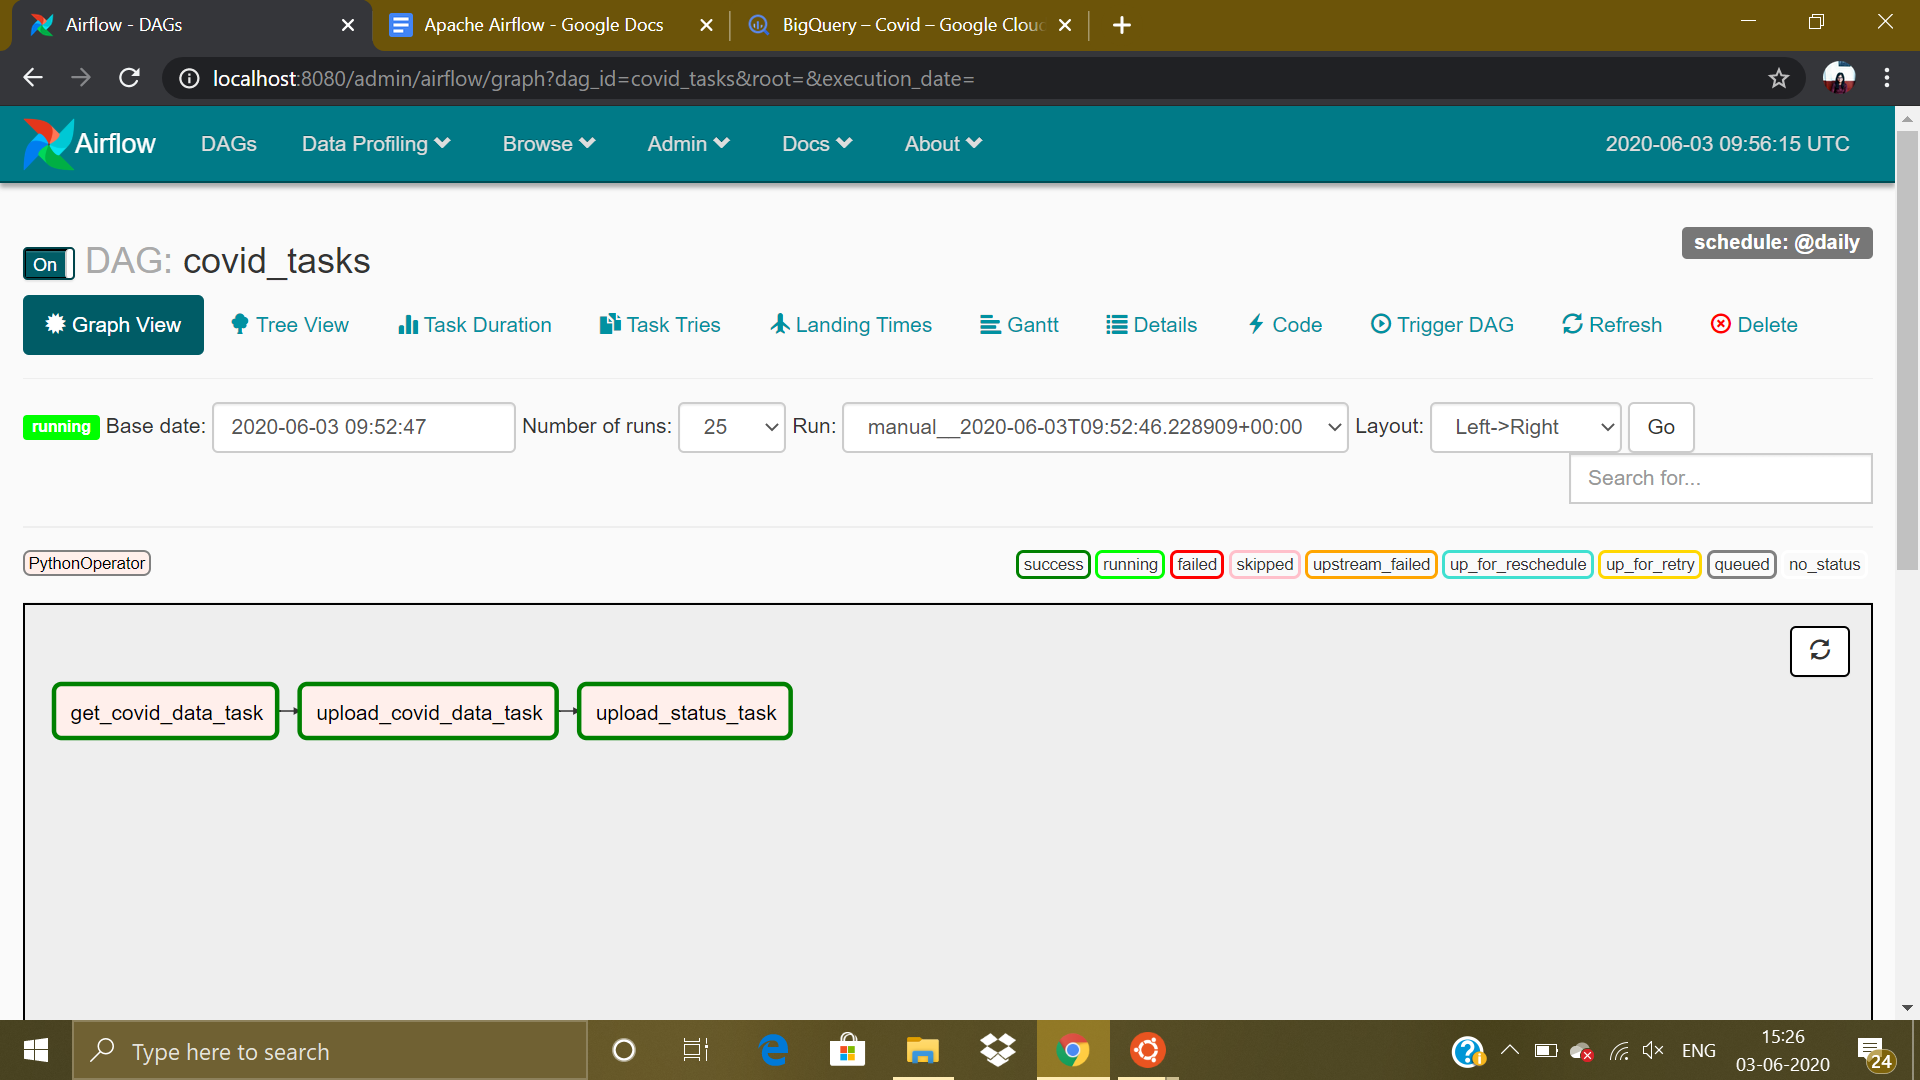 Airflow - DAGs
Apache Airflow - Google Docs
BigQuery – Covid – Google Clou
localhost:8080/admin/airflow/graph?dag_id=covid_tasks&root=&execution_date=
Airflow DAGs Data Profiling Browse Admin Docs About 2020-06-03 09:56:15 UTC
On DAG: covid_tasks schedule: @daily
Graph View Tree View Task Duration Task Tries Landing Times Gantt Details Code Trigger DAG Refresh Delete
running Base date: 2020-06-03 09:52:47 Number of runs: 25 Run: manual__2020-06-03T09:52:46.228909+00:00 Layout: Left->Right Go
Search for...
PythonOperator success running failed skipped upstream_failed up_for_reschedule up_for_retry queued no_status
get_covid_data_task upload_covid_data_task upload_status_task
Type here to search
ENG
15:26
03-06-2020
24